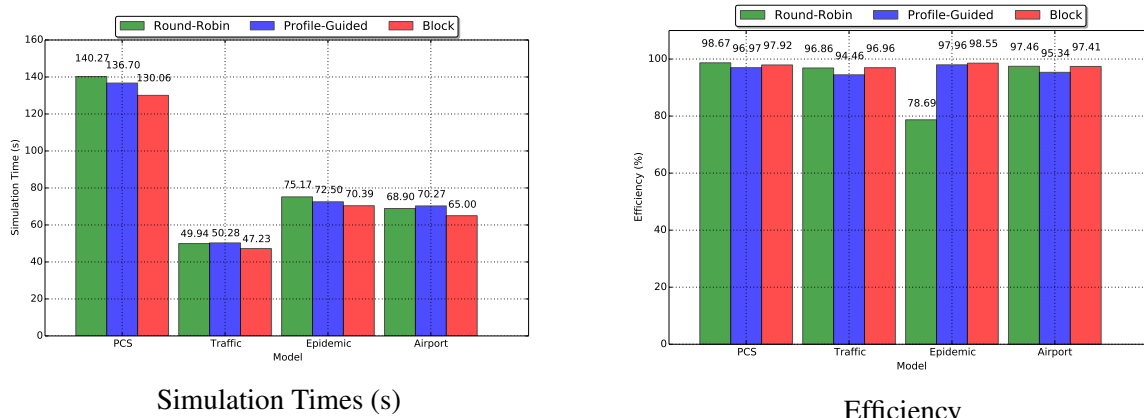 Round-Robin Profile-Guided Block
160
140
120
100
80
60
40
20
0
Simulation Time (s)
140.27 136.70 130.06
49.94 50.28 47.23
75.17 72.50 70.39
68.90 70.27 65.00
PCS Traffic Epidemic Airport
Model
Simulation Times (s)
Round-Robin Profile-Guided Block
100
80
60
40
20
0
Efficiency (%)
98.67 96.97 97.92
96.86 94.46 96.96
78.69 97.96 98.55
97.46 95.34 97.41
PCS Traffic Epidemic Airport
Model
Efficiency